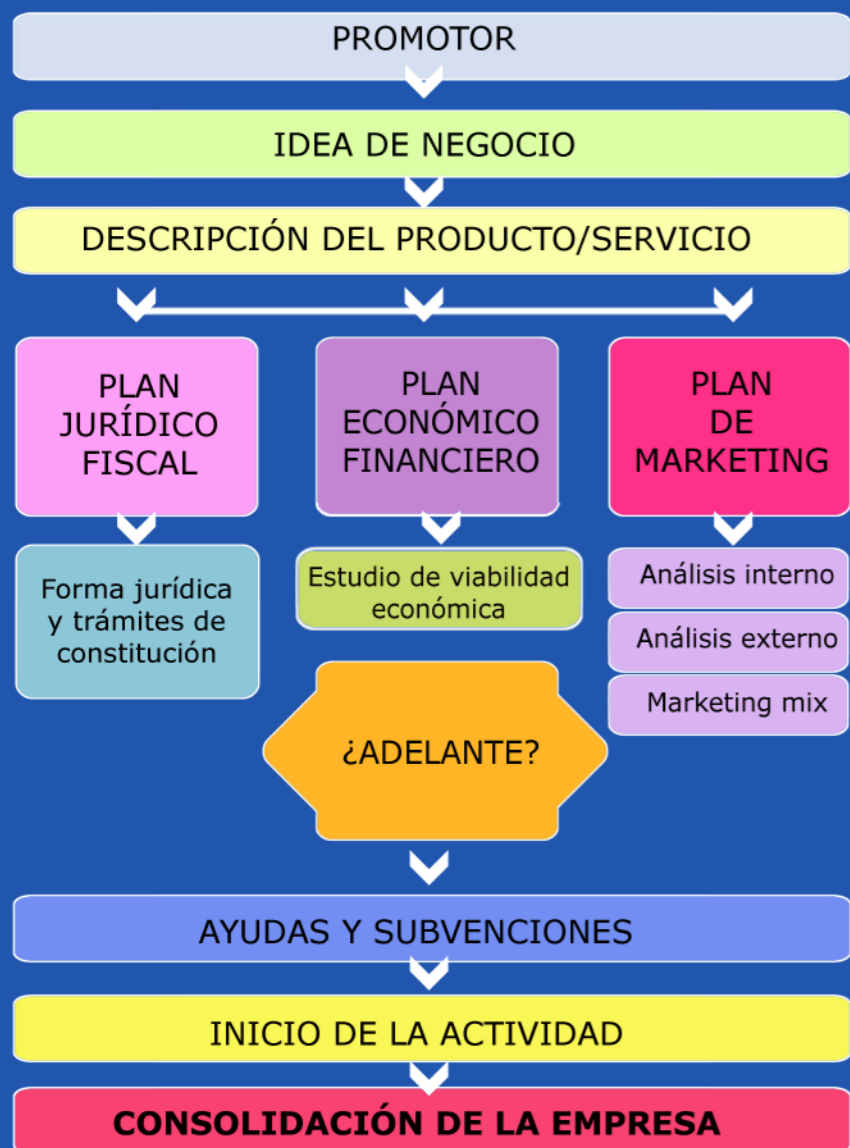 PROMOTOR
IDEA DE NEGOCIO
DESCRIPCIÓN DEL PRODUCTO/SERVICIO
PLAN
JURÍDICO
FISCAL
PLAN
ECONÓMICO
FINANCIERO
PLAN
DE
MARKETING
Forma jurídica
y trámites de
constitución
Estudio de viabilidad
económica
Análisis interno
Análisis externo
Marketing mix
¿ADELANTE?
AYUDAS Y SUBVENCIONES
INICIO DE LA ACTIVIDAD
CONSOLIDACIÓN DE LA EMPRESA